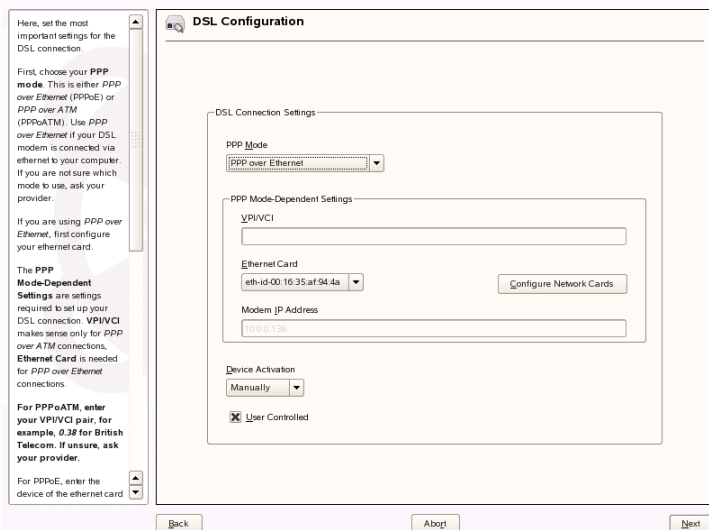 Here, set the most
important settings for the
DSL connection.
First, choose your PPP
mode. This is either PPP
over Ethernet (PPPoE) or
PPP over ATM
(PPPoATM). Use PPP
over Ethernet if your DSL
modem is connected via
ethernet to your computer.
If you are not sure which
mode to use, ask your
provider.
If you are using PPP over
Ethernet, first configure
your ethernet card.
The PPP
Mode-Dependent
Settings are settings
required to set up your
DSL connection. VPI/VCI
makes sense only for PPP
over ATM connections,
Ethernet Card is needed
for PPP over Ethernet
connections.
For PPPoATM, enter
your VPI/VCI pair, for
example, 0.38 for British
Telecom. If unsure, ask
your provider.
For PPPoE, enter the
device of the ethernet card
DSL Configuration
DSL Connection Settings
PPP Mode
PPP over Ethernet
PPP Mode-Dependent Settings
VPI/VCI
Ethernet Card
eth-id-00:16:35:af:94:4a
Configure Network Cards
Modem IP Address
10.0.0.138
Device Activation
Manually
User Controlled
Back
Abort
Next